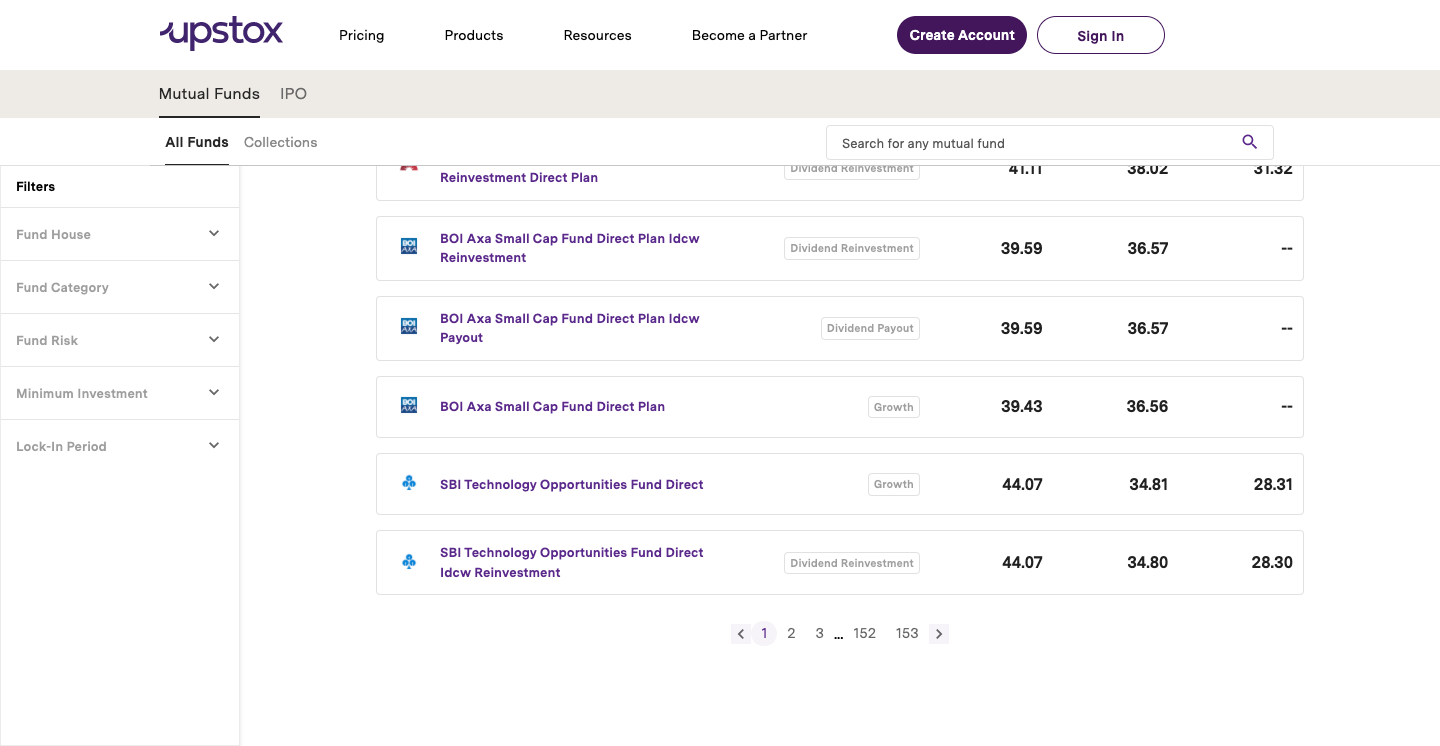 upstox
Pricing
Products
Resources
Become a Partner
Create Account
Sign In
Mutual Funds
IPO
All Funds
Collections
Search for any mutual fund
Filters
Fund House
Fund Category
Fund Risk
Minimum Investment
Lock-In Period
Reinvestment Direct Plan
Dividend Reinvestment
41.11
38.02
31.32
BOI AXA
BOI Axa Small Cap Fund Direct Plan Idcw
Reinvestment
Dividend Reinvestment
39.59
36.57
--
BOI AXA
BOI Axa Small Cap Fund Direct Plan Idcw
Payout
Dividend Payout
39.59
36.57
--
BOI AXA
BOI Axa Small Cap Fund Direct Plan
Growth
39.43
36.56
--
SBI Technology Opportunities Fund Direct
Growth
44.07
34.81
28.31
SBI Technology Opportunities Fund Direct
Idcw Reinvestment
Dividend Reinvestment
44.07
34.80
28.30
1 2 3 ... 152 153